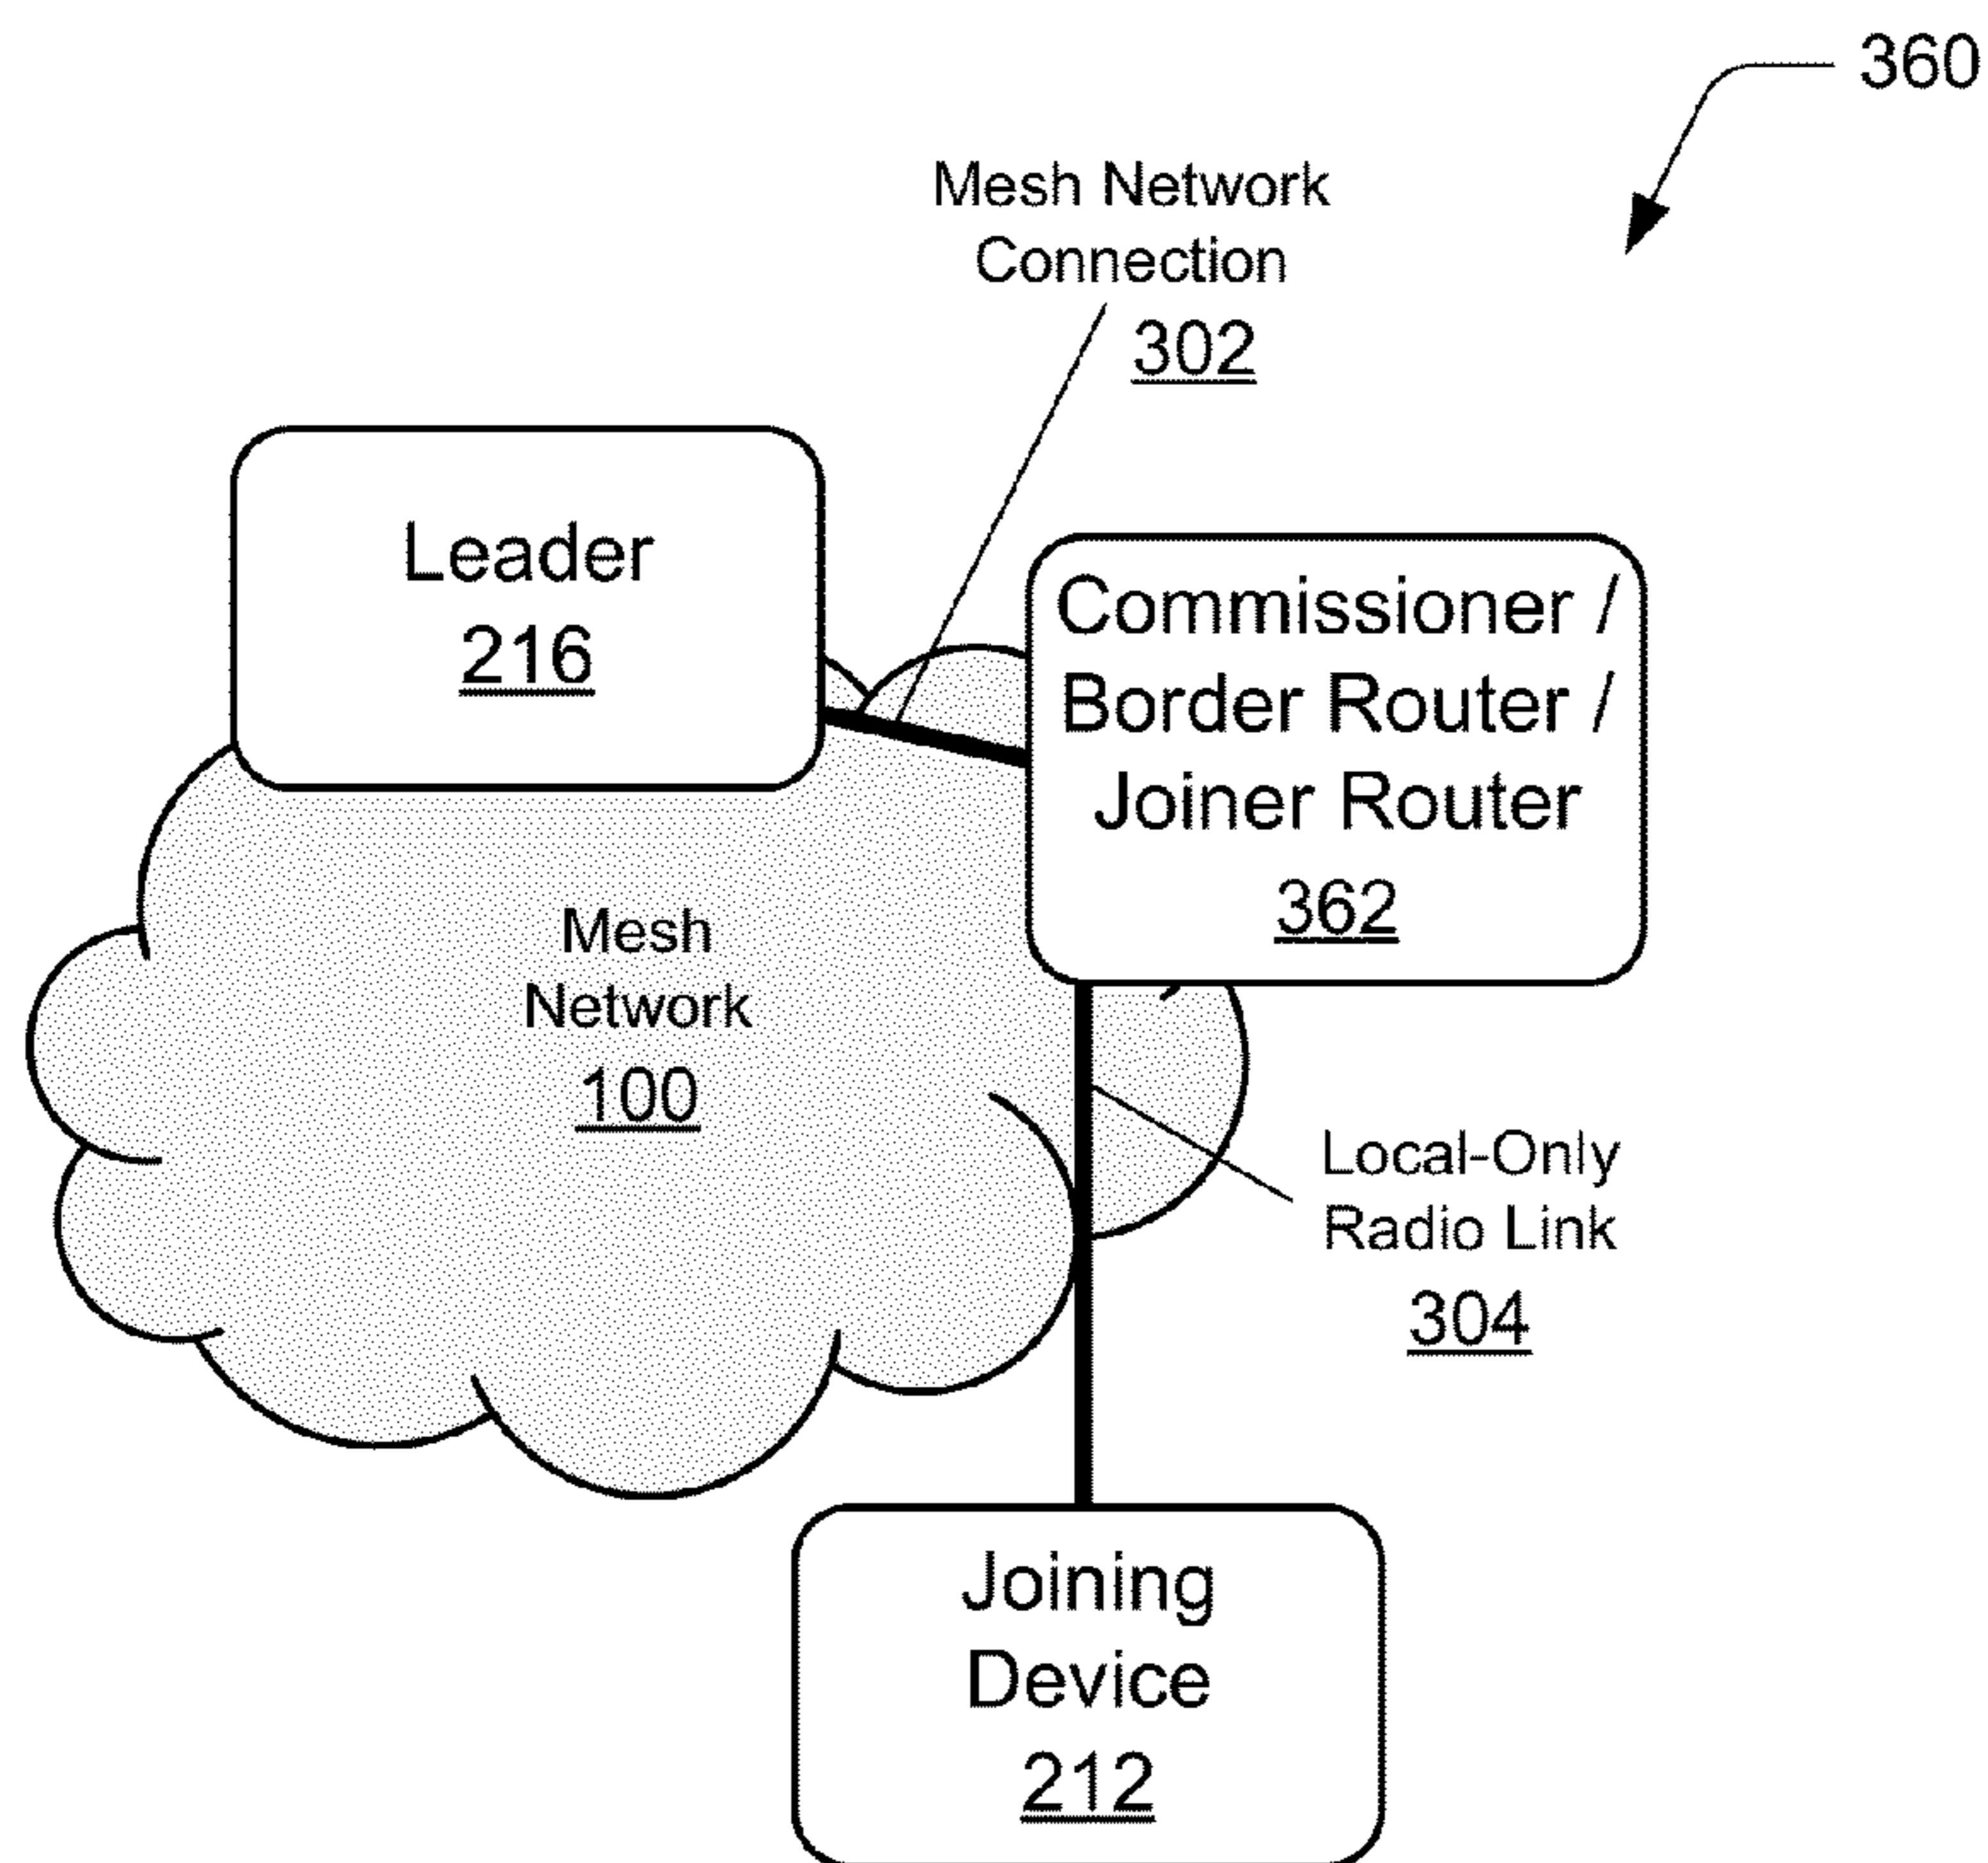 360
Mesh Network
Connection
302
Leader
216
Commissioner /
Border Router /
Joiner Router
362
Mesh
Network
100
Local-Only
Radio Link
304
Joining
Device
212